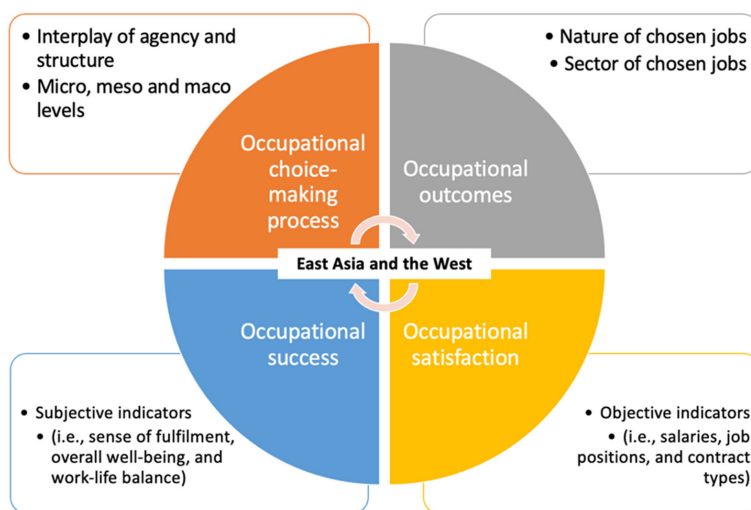 • Interplay of agency and
structure
• Micro, meso and maco
levels
• Nature of chosen jobs
• Sector of chosen jobs
Occupational
choice-
making
process
Occupational
outcomes
East Asia and the West
Occupational
success
Occupational
satisfaction
• Subjective indicators
• (i.e., sense of fulfilment,
overall well-being, and
work-life balance)
• Objective indicators
• (i.e., salaries, job
positions, and contract
types)